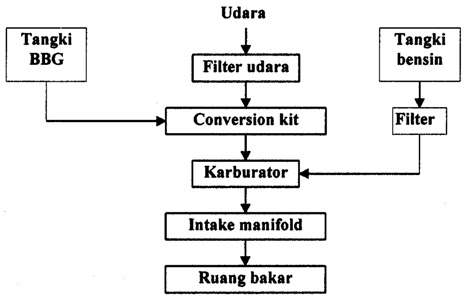 Udara
Tangki
BBG
Tangki
bensin
Filter udara
Conversion kit
Filter
Karburator
Intake manifold
Ruang bakar